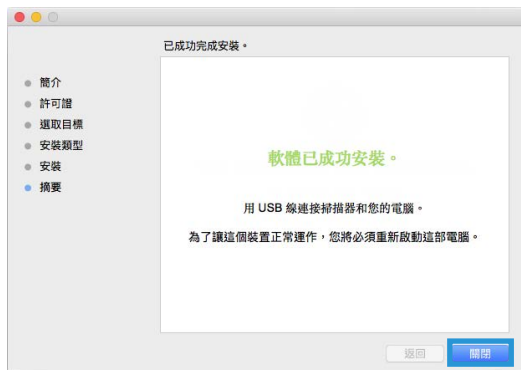 已成功完成安裝。
簡介
許可證
選取目標
安裝類型
安裝
摘要
軟體已成功安裝。
用 USB 線連接掃描器和您的電腦。
為了讓這個裝置正常運作，您將必須重新啟動這部電腦。
返回
關閉